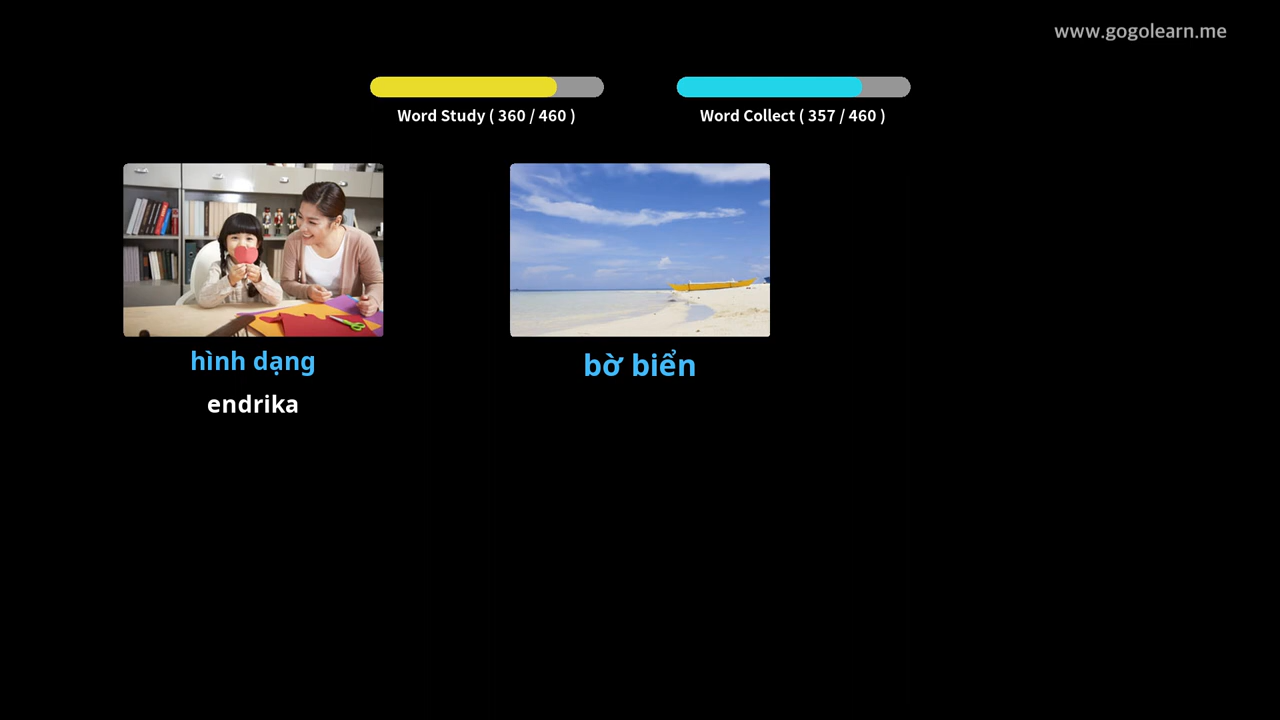 www.gogolearn.me
Word Study ( 360 / 460 )
Word Collect ( 357 / 460 )
hình dạng
endrika
bờ biển